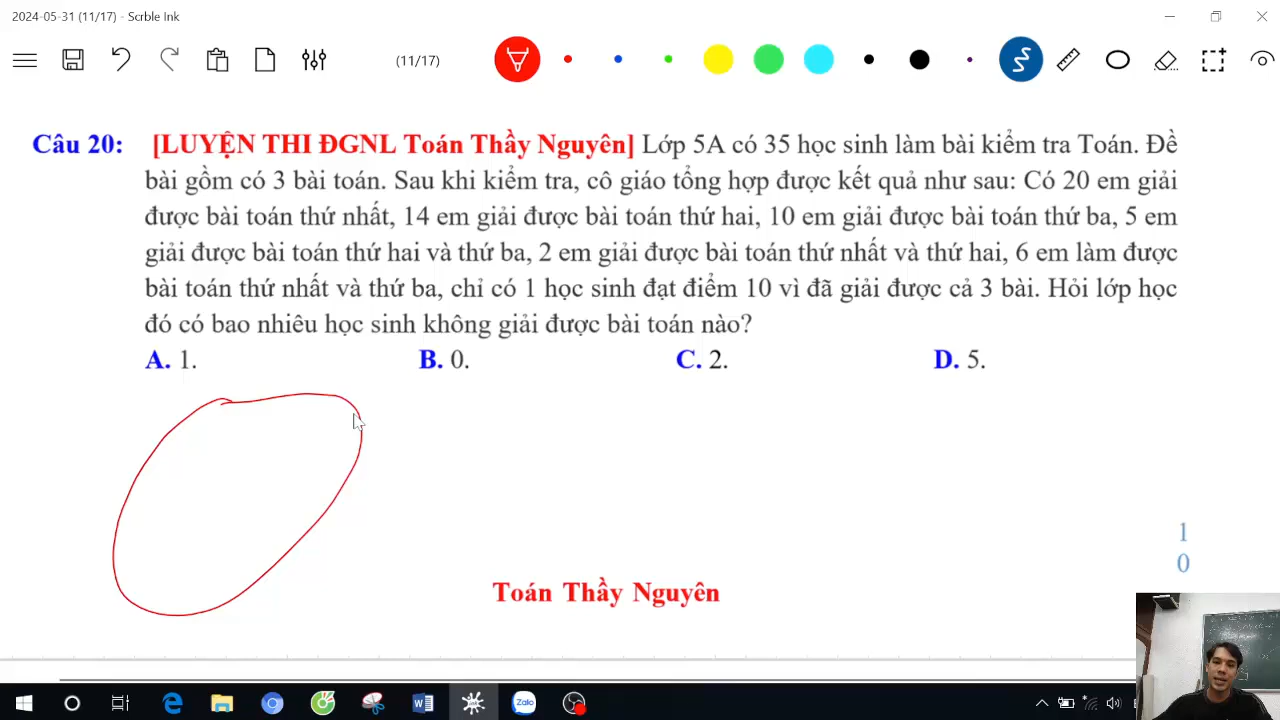 2024-05-31 (11/17) - Scrble Ink
(11/17)
Câu 20: [LUYỆN THI ĐGNL Toán Thầy Nguyên] Lớp 5A có 35 học sinh làm bài kiểm tra Toán. Đề
bài gồm có 3 bài toán. Sau khi kiểm tra, cô giáo tổng hợp được kết quả như sau: Có 20 em giải
được bài toán thứ nhất, 14 em giải được bài toán thứ hai, 10 em giải được bài toán thứ ba, 5 em
giải được bài toán thứ hai và thứ ba, 2 em giải được bài toán thứ nhất và thứ hai, 6 em làm được
bài toán thứ nhất và thứ ba, chỉ có 1 học sinh đạt điểm 10 vì đã giải được cả 3 bài. Hỏi lớp học
đó có bao nhiêu học sinh không giải được bài toán nào?
A. 1. B. 0. C. 2. D. 5.
1
0
Toán Thầy Nguyên
Zalo